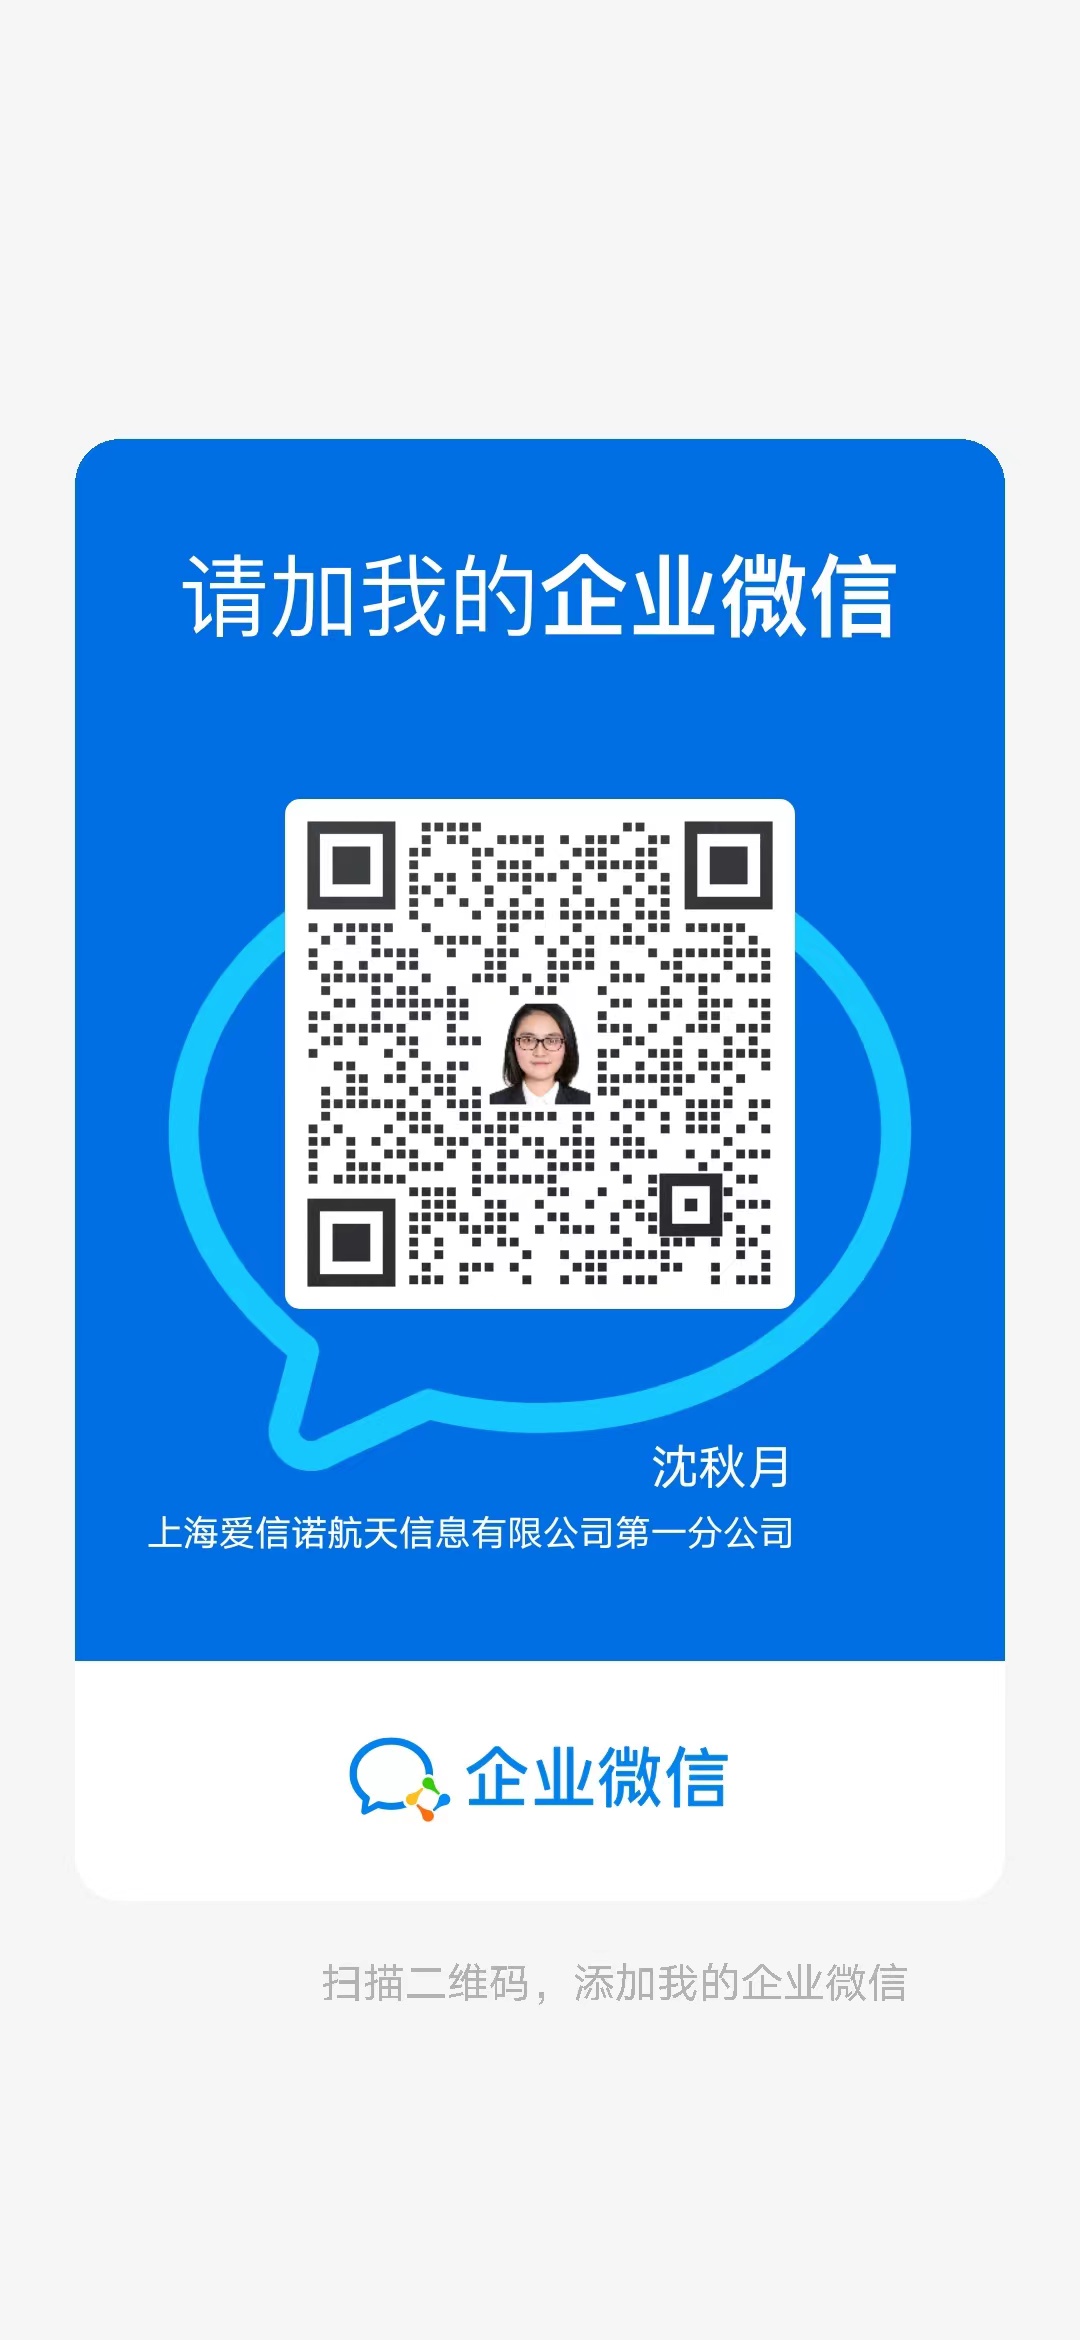 请加我的企业微信
沈秋月
上海爱信诺航天信息有限公司第一分公司
企业微信
扫描二维码，添加我的企业微信